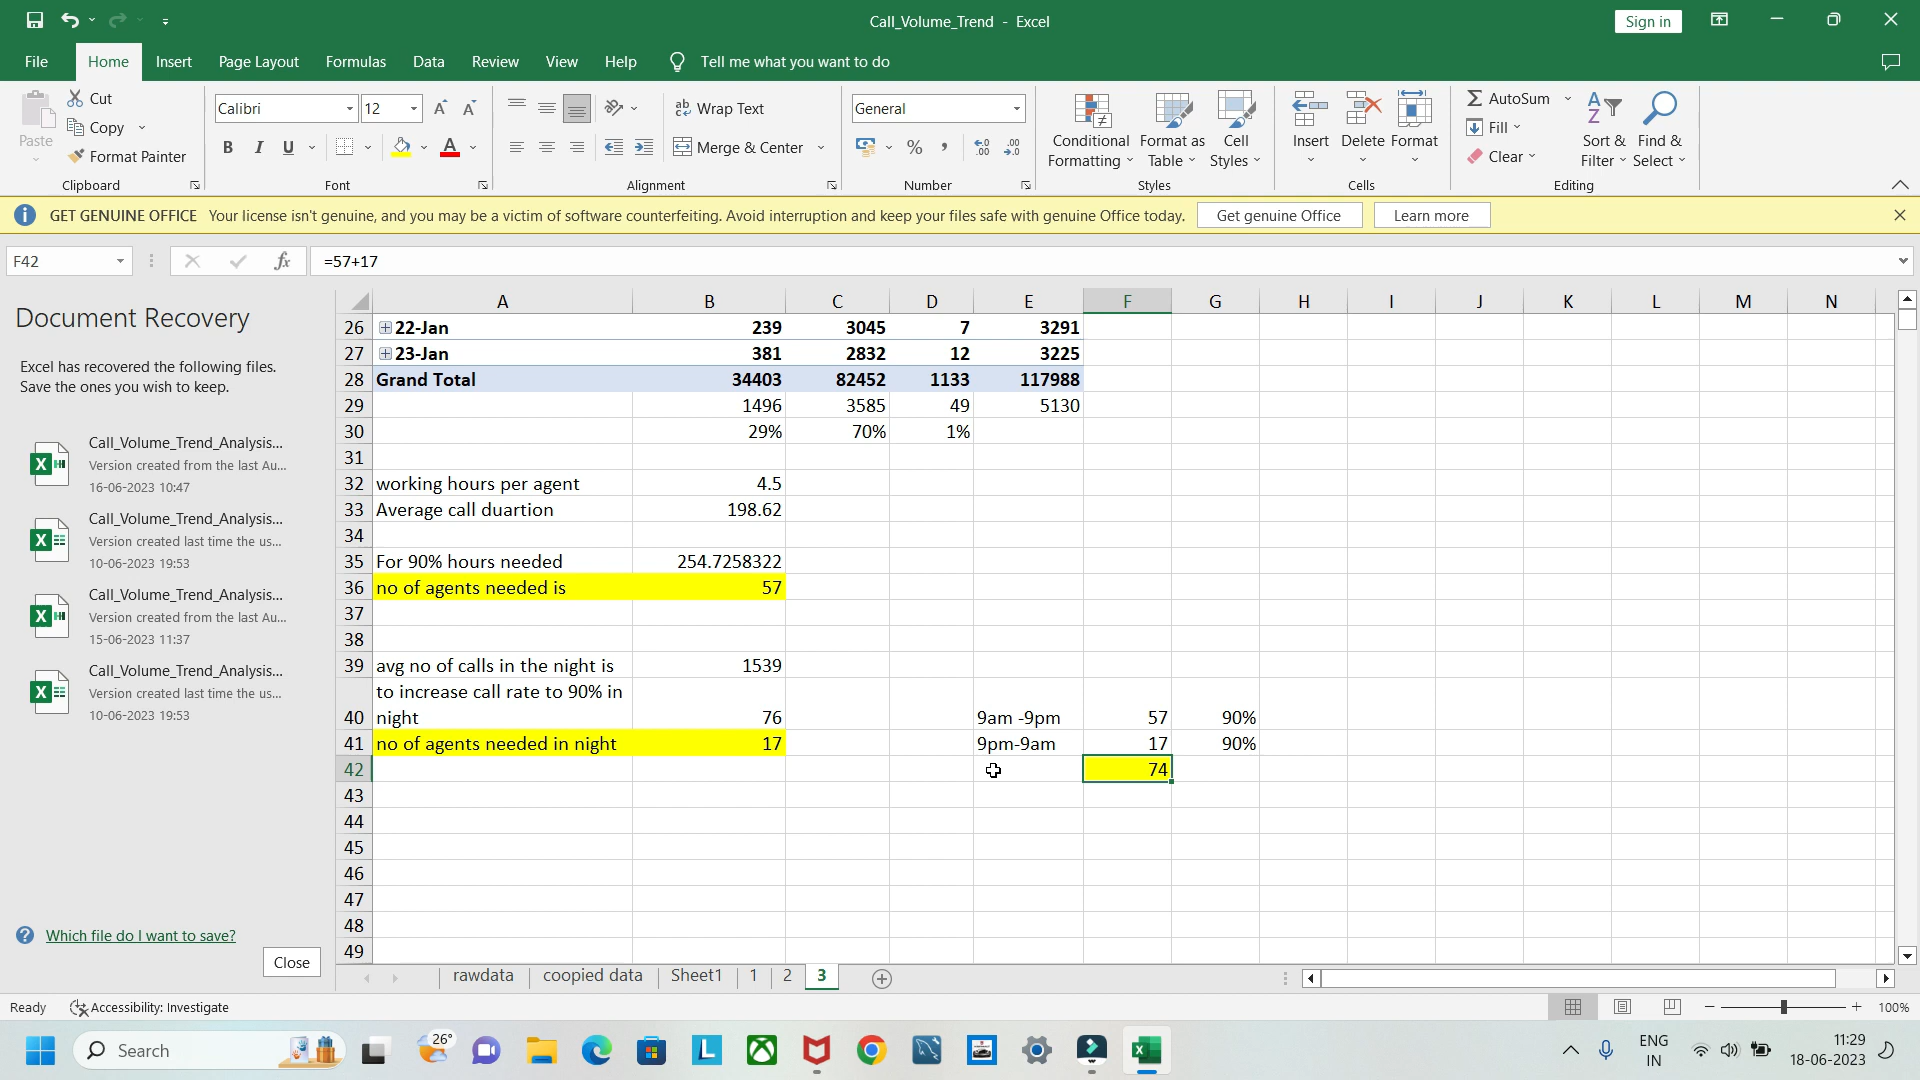 Call_Volume_Trend - Excel
Sign in
File Home Insert Page Layout Formulas Data Review View Help Tell me what you want to do
Paste
Cut
Copy
Format Painter
Clipboard
Calibri 12
B I U
Font
Wrap Text
Merge & Center
Alignment
General
Number
Conditional Formatting
Format as Table
Cell Styles
Styles
Insert Delete Format
Cells
AutoSum
Fill
Clear
Sort & Filter
Find & Select
Editing
GET GENUINE OFFICE Your license isn't genuine, and you may be a victim of software counterfeiting. Avoid interruption and keep your files safe with genuine Office today. Get genuine Office Learn more
F42 fx =57+17
Document Recovery
Excel has recovered the following files.
Save the ones you wish to keep.
Call_Volume_Trend_Analysis...
Version created from the last Au...
16-06-2023 10:47
Call_Volume_Trend_Analysis...
Version created last time the us...
10-06-2023 19:53
Call_Volume_Trend_Analysis...
Version created from the last Au...
15-06-2023 11:37
Call_Volume_Trend_Analysis...
Version created last time the us...
10-06-2023 19:53
Which file do I want to save?
Close
A B C D E F G H I J K L M N
26 22-Jan 239 3045 7 3291
27 23-Jan 381 2832 12 3225
28 Grand Total 34403 82452 1133 117988
29 1496 3585 49 5130
30 29% 70% 1%
31
32 working hours per agent 4.5
33 Average call duartion 198.62
34
35 For 90% hours needed 254.7258322
36 no of agents needed is 57
37
38
39 avg no of calls in the night is 1539
to increase call rate to 90% in
40 night 76 9am -9pm 57 90%
41 no of agents needed in night 17 9pm-9am 17 90%
42 74
43
44
45
46
47
48
49
rawdata coopied data Sheet1 1 2 3
Ready Accessibility: Investigate 100%
Search 26° ENG IN 11:29 18-06-2023